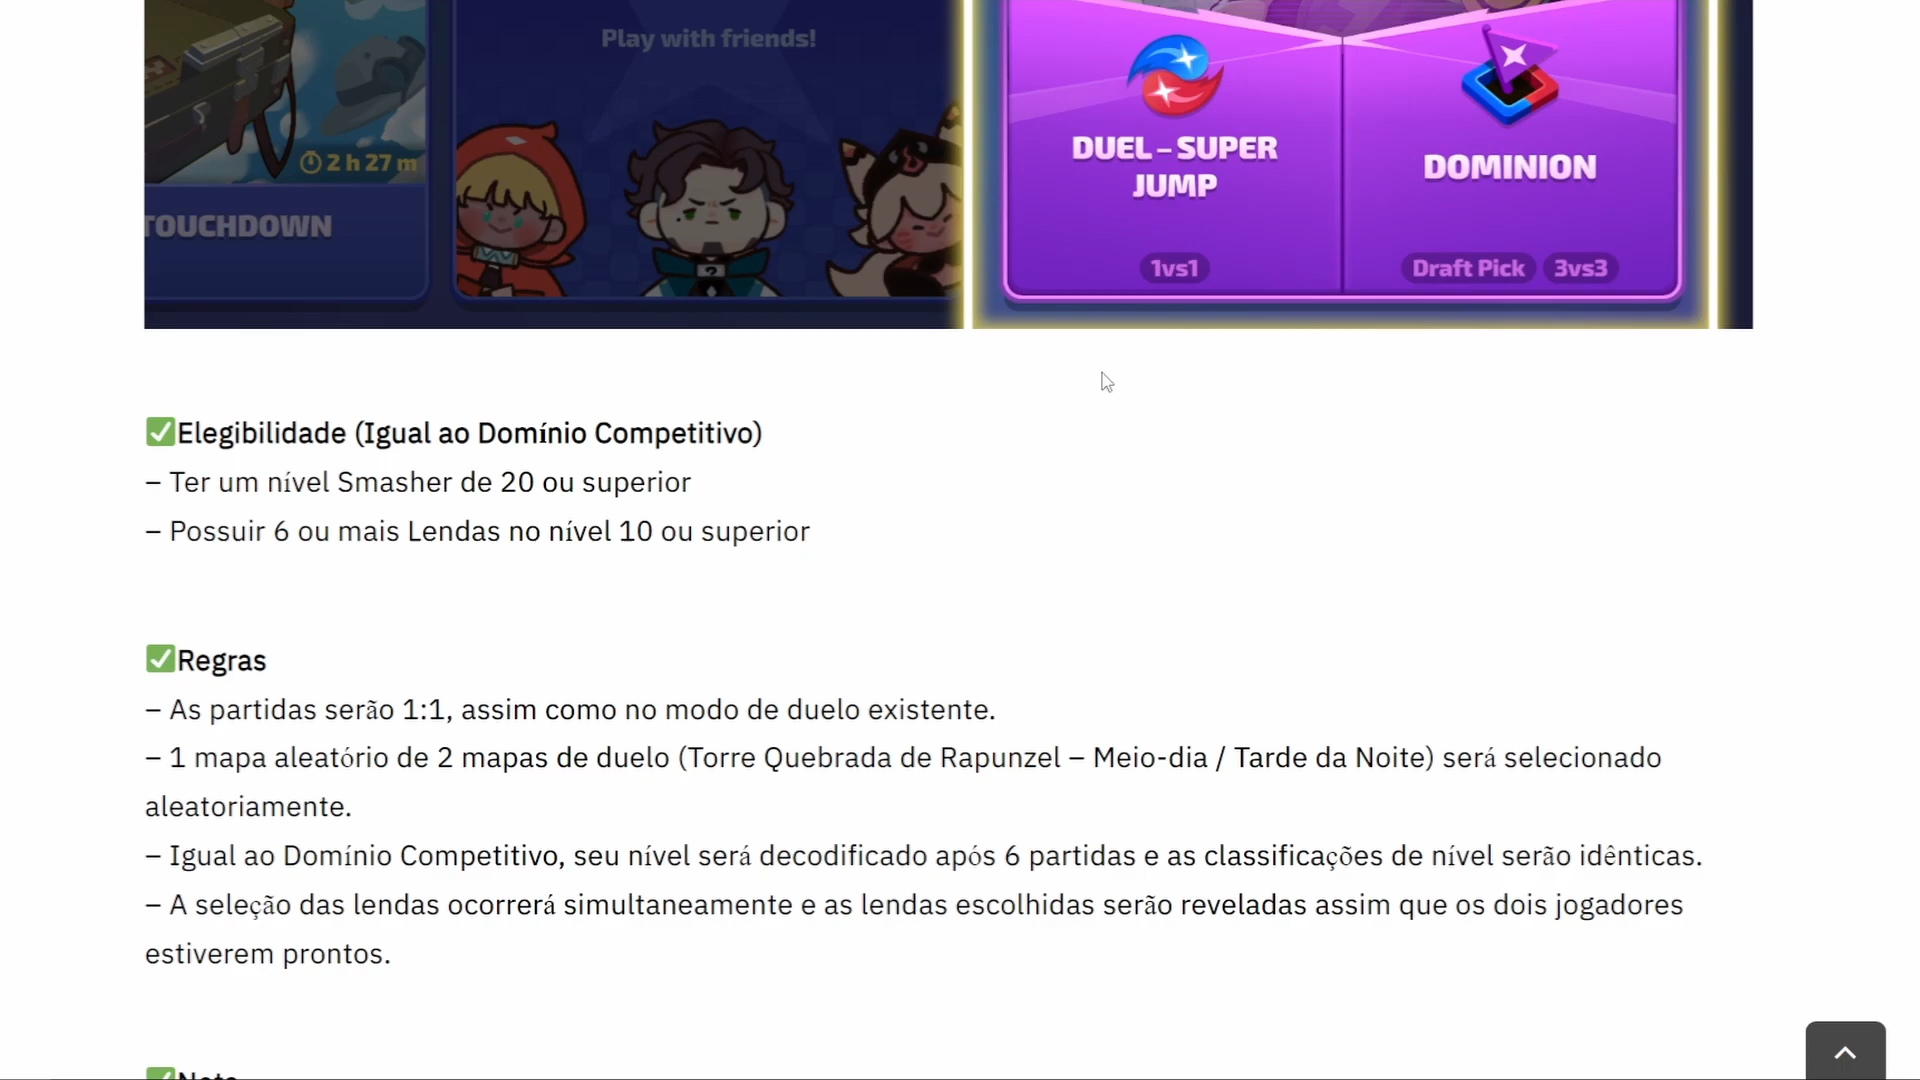 Play with friends!
2 h 27 m
TOUCHDOWN
DUEL – SUPER
JUMP
1vs1
DOMINION
Draft Pick 3vs3
✅Elegibilidade (Igual ao Domínio Competitivo)
– Ter um nível Smasher de 20 ou superior
– Possuir 6 ou mais Lendas no nível 10 ou superior
✅Regras
– As partidas serão 1:1, assim como no modo de duelo existente.
– 1 mapa aleatório de 2 mapas de duelo (Torre Quebrada de Rapunzel – Meio-dia / Tarde da Noite) será selecionado
aleatoriamente.
– Igual ao Domínio Competitivo, seu nível será decodificado após 6 partidas e as classificações de nível serão idênticas.
– A seleção das lendas ocorrerá simultaneamente e as lendas escolhidas serão reveladas assim que os dois jogadores
estiverem prontos.